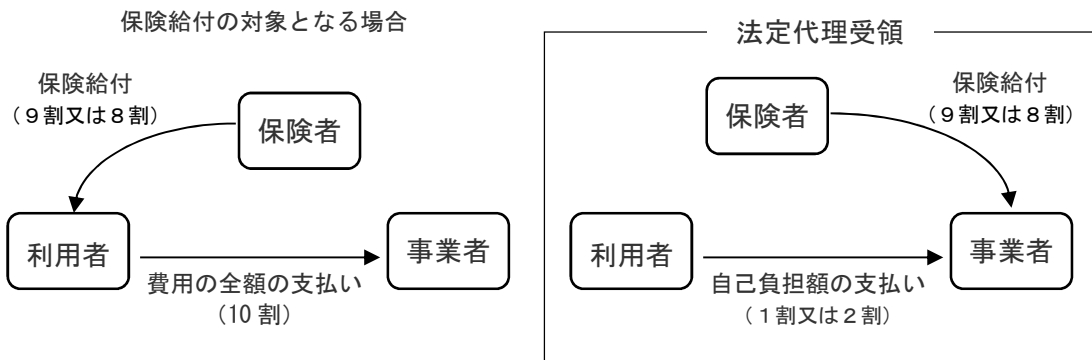 保険給付の対象となる場合
保険給付
（９割又は８割）
保険者
利用者
事業者
費用の全額の支払い
（10 割）
法定代理受領
保険給付
（９割又は８割）
保険者
利用者
事業者
自己負担額の支払い
（１割又は２割）